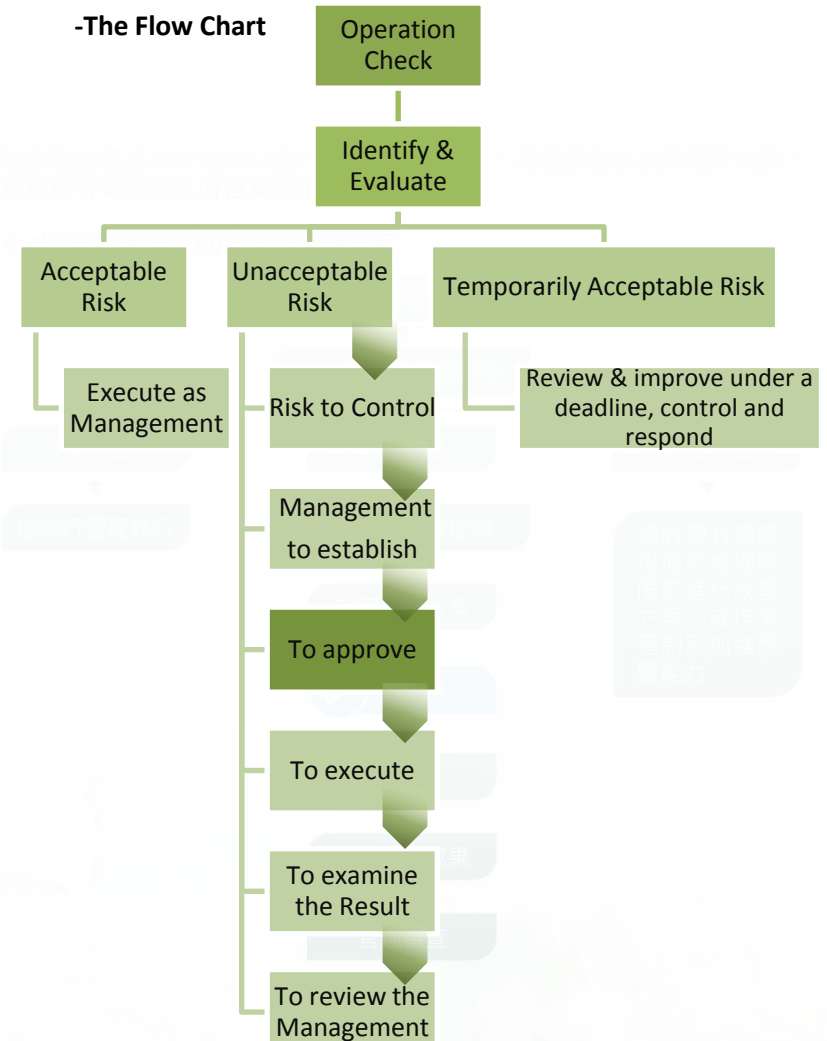 -The Flow Chart
Operation
Check
Identify &
Evaluate
Acceptable
Risk
Unacceptable
Risk
Temporarily Acceptable Risk
Execute as
Management
Risk to Control
Review & improve under a
deadline, control and
respond
Management
to establish
To approve
To execute
To examine
the Result
To review the
Management